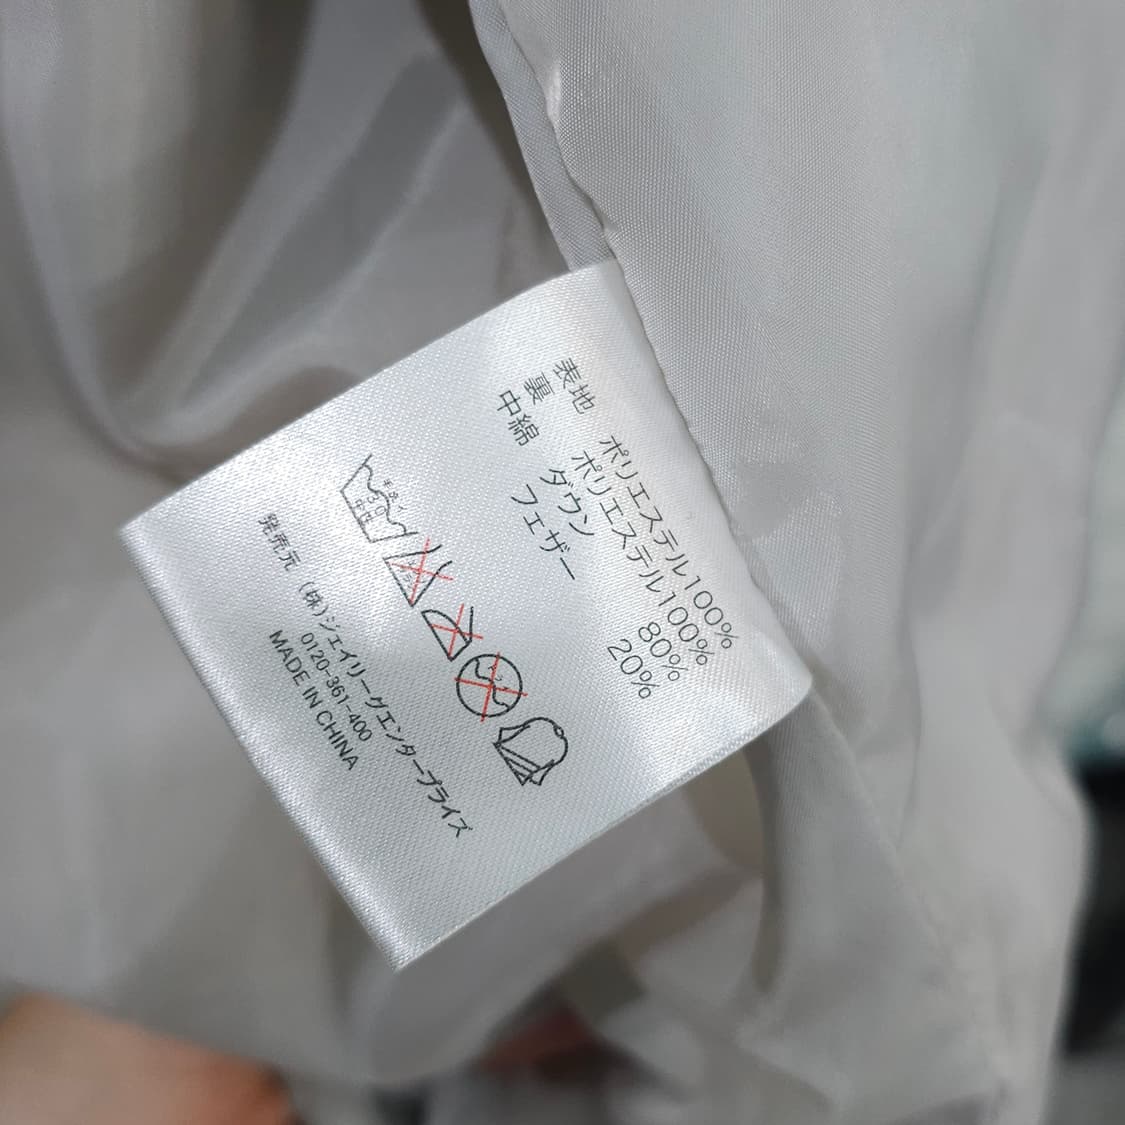 表地 ポリエステル100%
裏 ポリエステル100%
中綿 ダウン 80%
フェザー 20%
発売元 (株)ジェイリーグエンタープライズ
0120-361-400
MADE IN CHINA